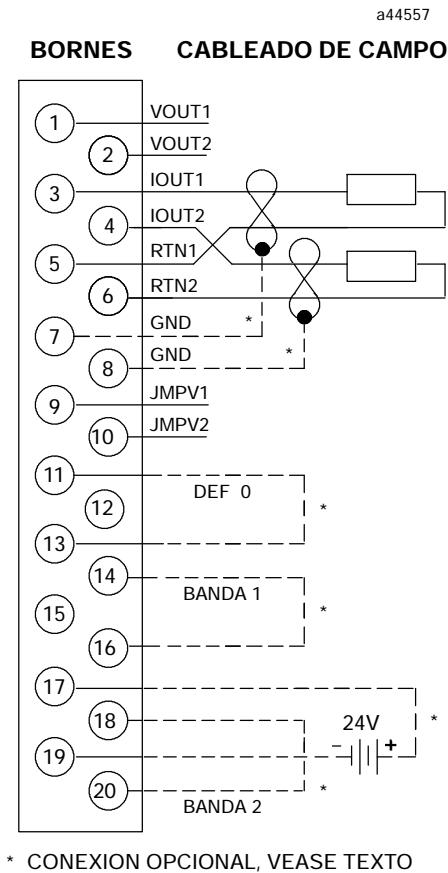 a44557
BORNES CABLEADO DE CAMPO
1 VOUT1
2 VOUT2
3 IOUT1
4 IOUT2
5 RTN1
6 RTN2
7 GND *
8 GND *
9 JMPV1
10 JMPV2
11
DEF 0
12 *
13
14
BANDA 1
15 *
16
17
18 24V *
19 - +
20 *
BANDA 2
* CONEXION OPCIONAL, VEASE TEXTO